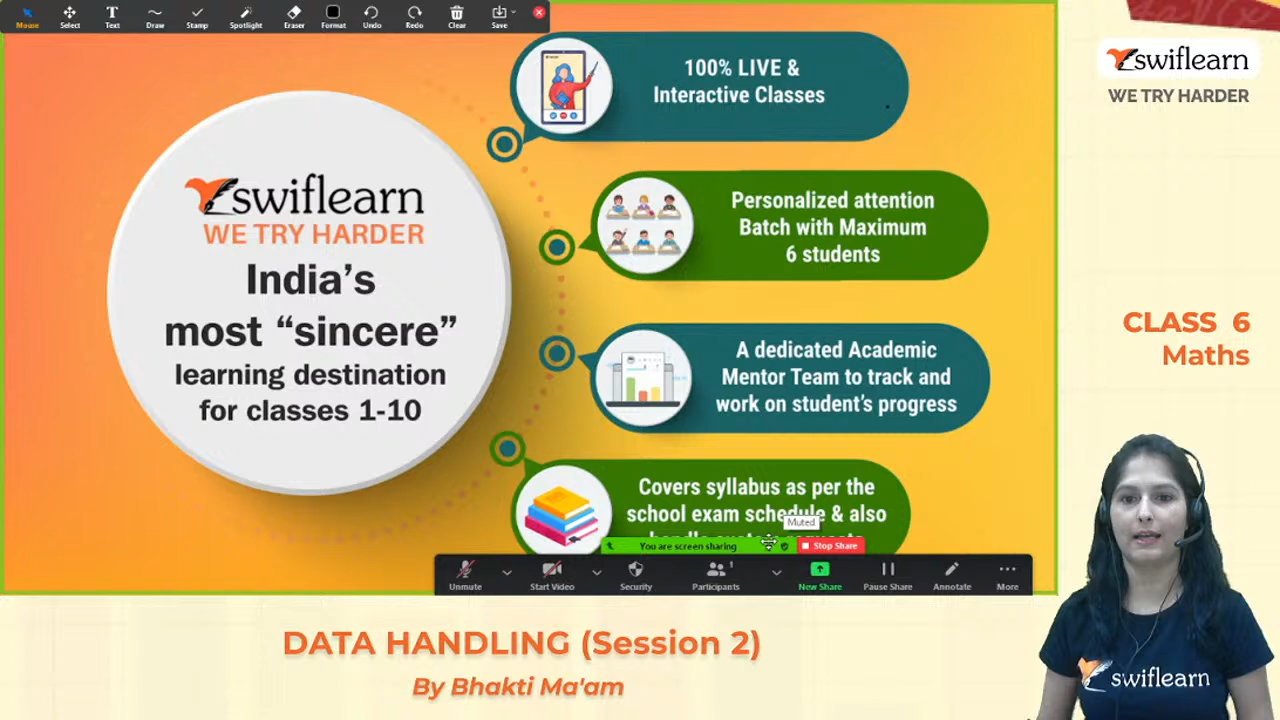 Mouse
Select
Text
Draw
Stamp
Spotlight
Eraser
Format
Undo
Redo
Clear
Save
swiflearn
WE TRY HARDER
India's
most “sincere”
learning destination
for classes 1-10
100% LIVE &
Interactive Classes
Personalized attention
Batch with Maximum
6 students
A dedicated Academic
Mentor Team to track and
work on student's progress
Covers syllabus as per the
school exam schedule & also
Muted
You are screen sharing
Stop Share
Unmute
Start Video
Security
Participants
1
New Share
Pause Share
Annotate
More
swiflearn
WE TRY HARDER
CLASS 6
Maths
swiflearn
DATA HANDLING (Session 2)
By Bhakti Ma'am